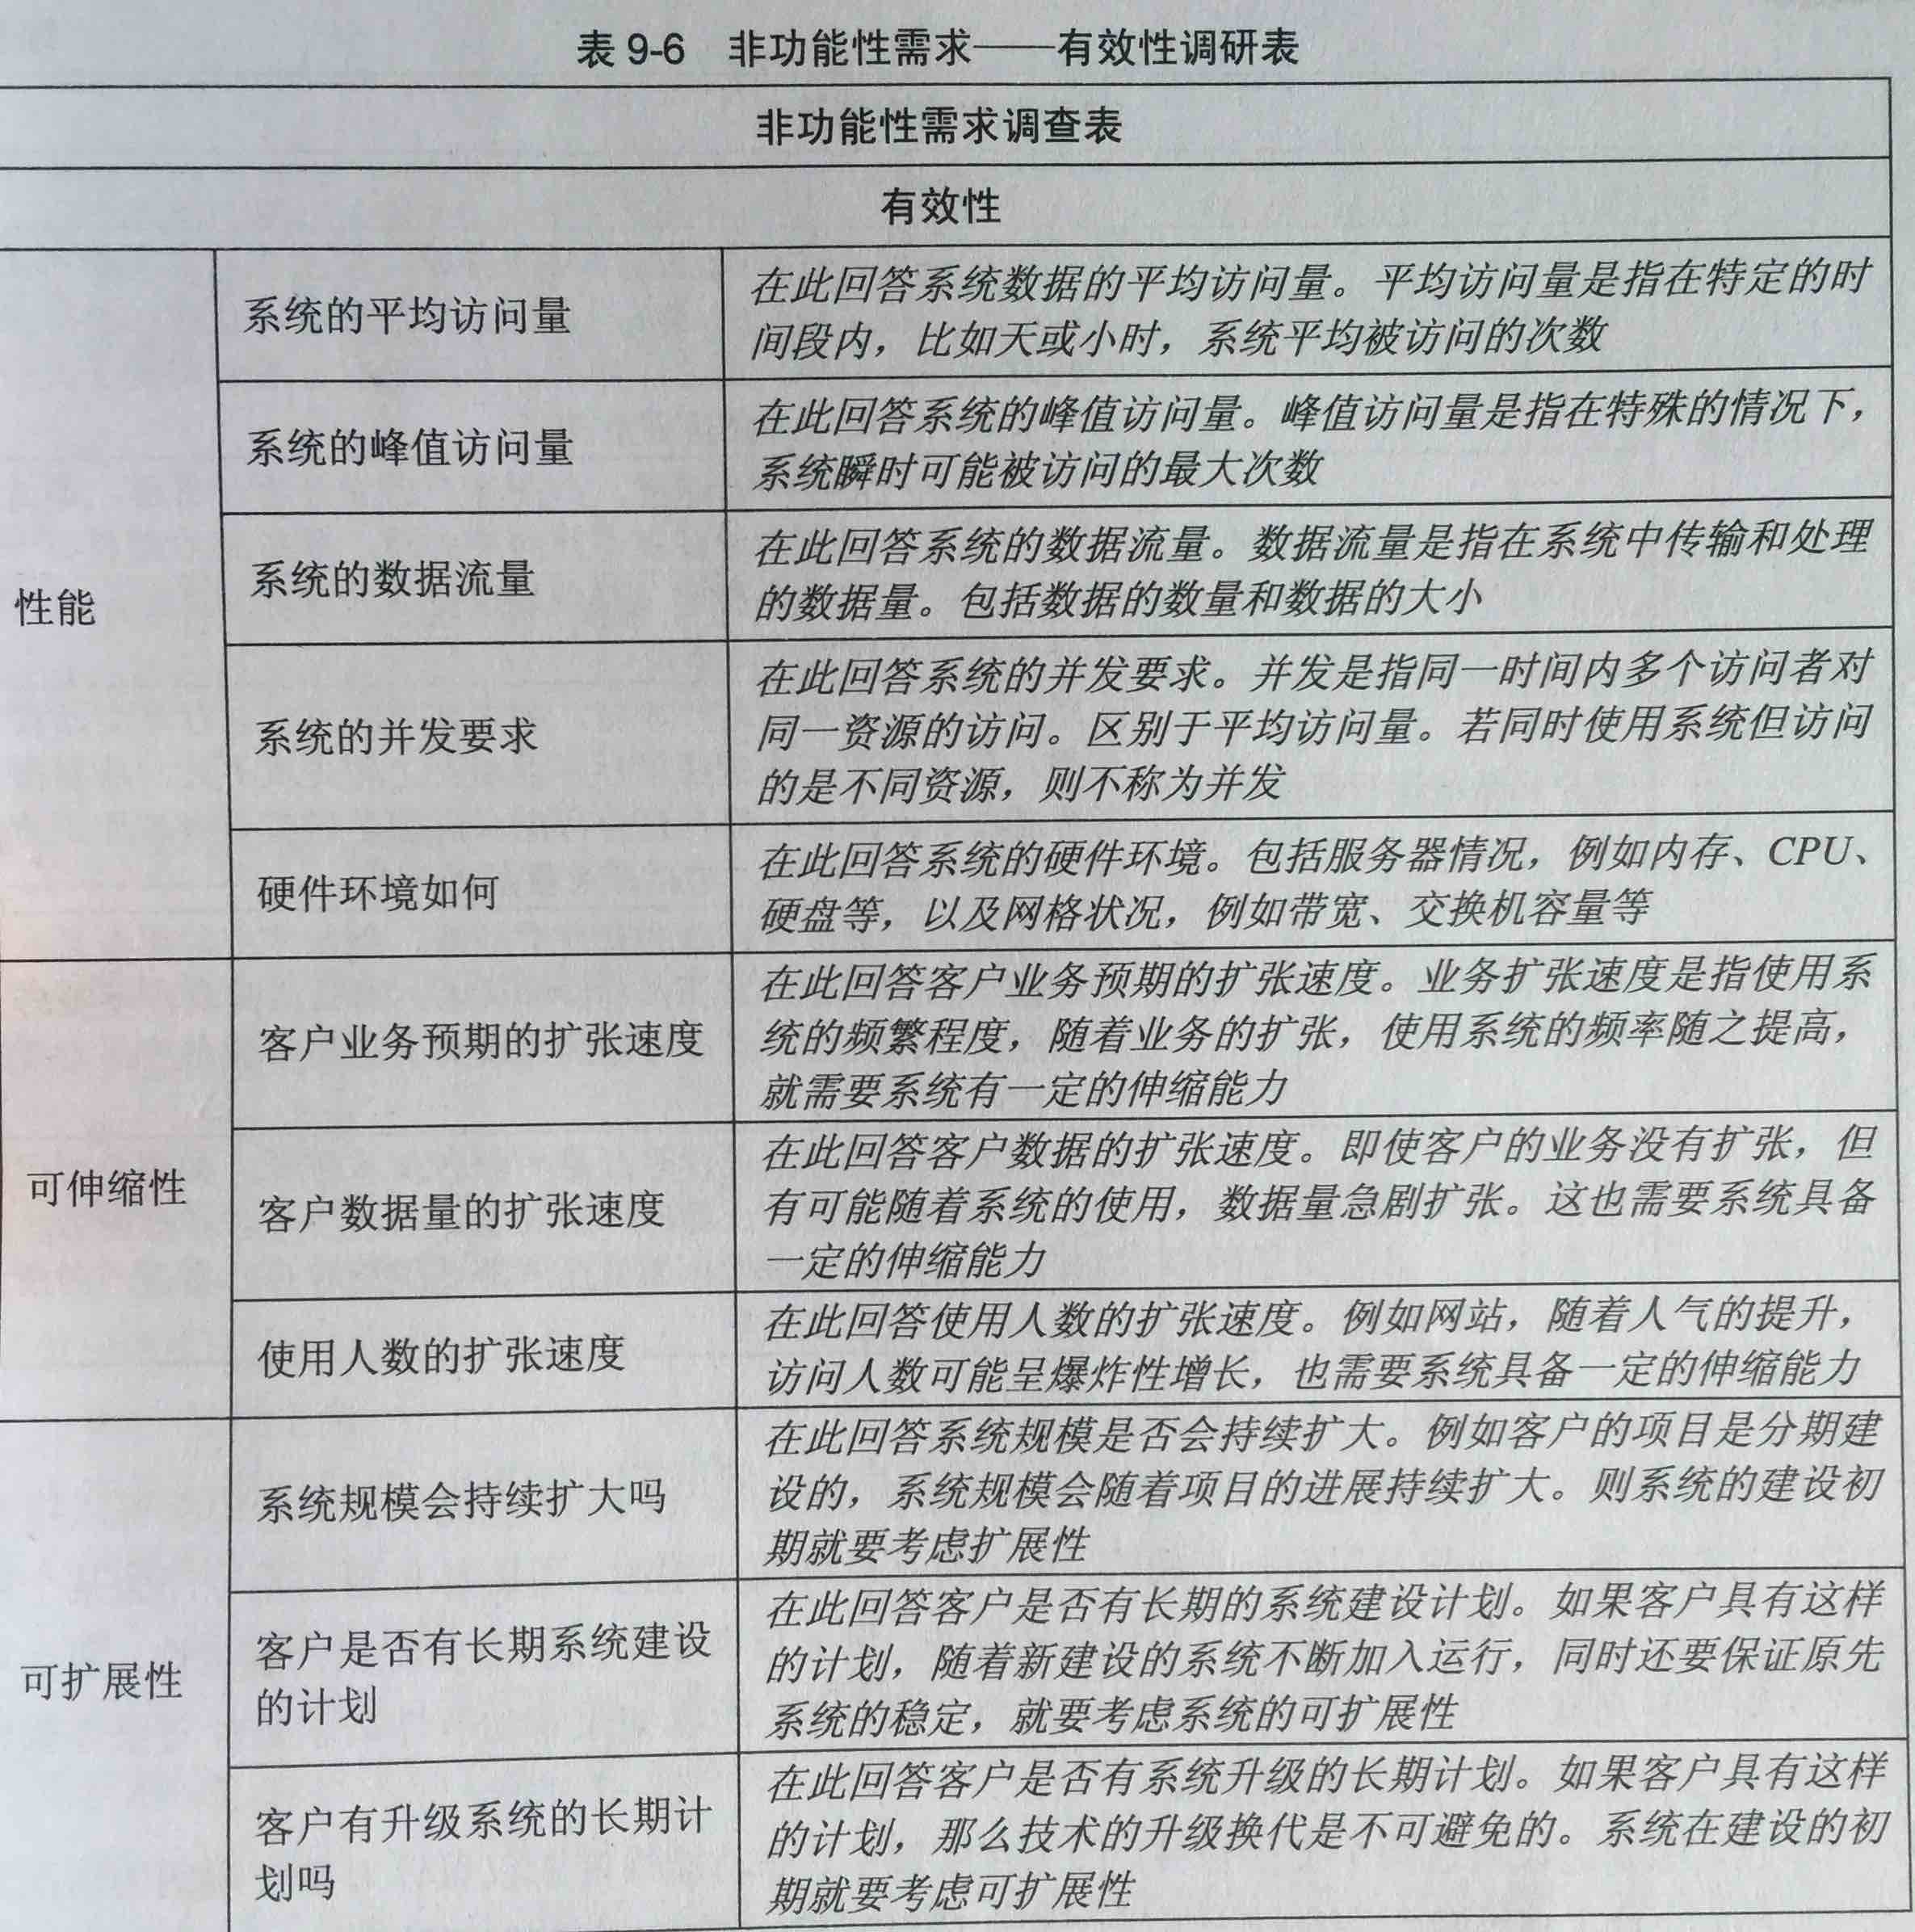 表 9-6　非功能性需求——有效性调研表
非功能性需求调查表
有效性
性能
系统的平均访问量
在此回答系统数据的平均访问量。平均访问量是指在特定的时
间段内，比如天或小时，系统平均被访问的次数
系统的峰值访问量
在此回答系统的峰值访问量。峰值访问量是指在特殊的情况下，
系统瞬时可能被访问的最大次数
系统的数据流量
在此回答系统的数据流量。数据流量是指在系统中传输和处理
的数据量。包括数据的数量和数据的大小
系统的并发要求
在此回答系统的并发要求。并发是指同一时间内多个访问者对
同一资源的访问。区别于平均访问量。若同时使用系统但访问
的是不同资源，则不称为并发
硬件环境如何
在此回答系统的硬件环境。包括服务器情况，例如内存、CPU、
硬盘等，以及网格状况，例如带宽、交换机容量等
可伸缩性
客户业务预期的扩张速度
在此回答客户业务预期的扩张速度。业务扩张速度是指使用系
统的频繁程度，随着业务的扩张，使用系统的频率随之提高，
就需要系统有一定的伸缩能力
客户数据量的扩张速度
在此回答客户数据的扩张速度。即使客户的业务没有扩张，但
有可能随着系统的使用，数据量急剧扩张。这也需要系统具备
一定的伸缩能力
使用人数的扩张速度
在此回答使用人数的扩张速度。例如网站，随着人气的提升，
访问人数可能呈爆炸性增长，也需要系统具备一定的伸缩能力
可扩展性
系统规模会持续扩大吗
在此回答系统规模是否会持续扩大。例如客户的项目是分期建
设的，系统规模会随着项目的进展持续扩大。则系统的建设初
期就要考虑扩展性
客户是否有长期系统建设
的计划
在此回答客户是否有长期的系统建设计划。如果客户具有这样
的计划，随着新建设的系统不断加入运行，同时还要保证原先
系统的稳定，就要考虑系统的可扩展性
客户有升级系统的长期计
划吗
在此回答客户是否有系统升级的长期计划。如果客户具有这样
的计划，那么技术的升级换代是不可避免的。系统在建设的初
期就要考虑可扩展性